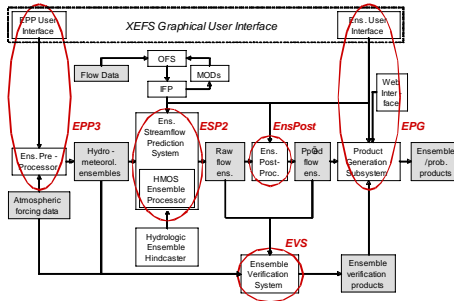 XEFS Graphical User Interface
EPP User
Interface
Ens. User
Interface
Flow Data
OFS
IFP
MODs
Web Inter
face
EPP3
ESP2
EnsPost
EPG
Ens. Pre -
Processor
Hydro -
meteorol.
ensembles
Ens.
Streamflow
Prediction
System
HMOS
Ensemble
Processor
Raw
flow
ens.
Ens.
Post-
Proc.
flow
ens.
Product
Generation
Subsystem
Ensemble
/prob.
products
Atmospheric
forcing data
Hydrologic
Ensemble
Hindcaster
EVS
Ensemble
Verification
System
Ensemble
verification
products